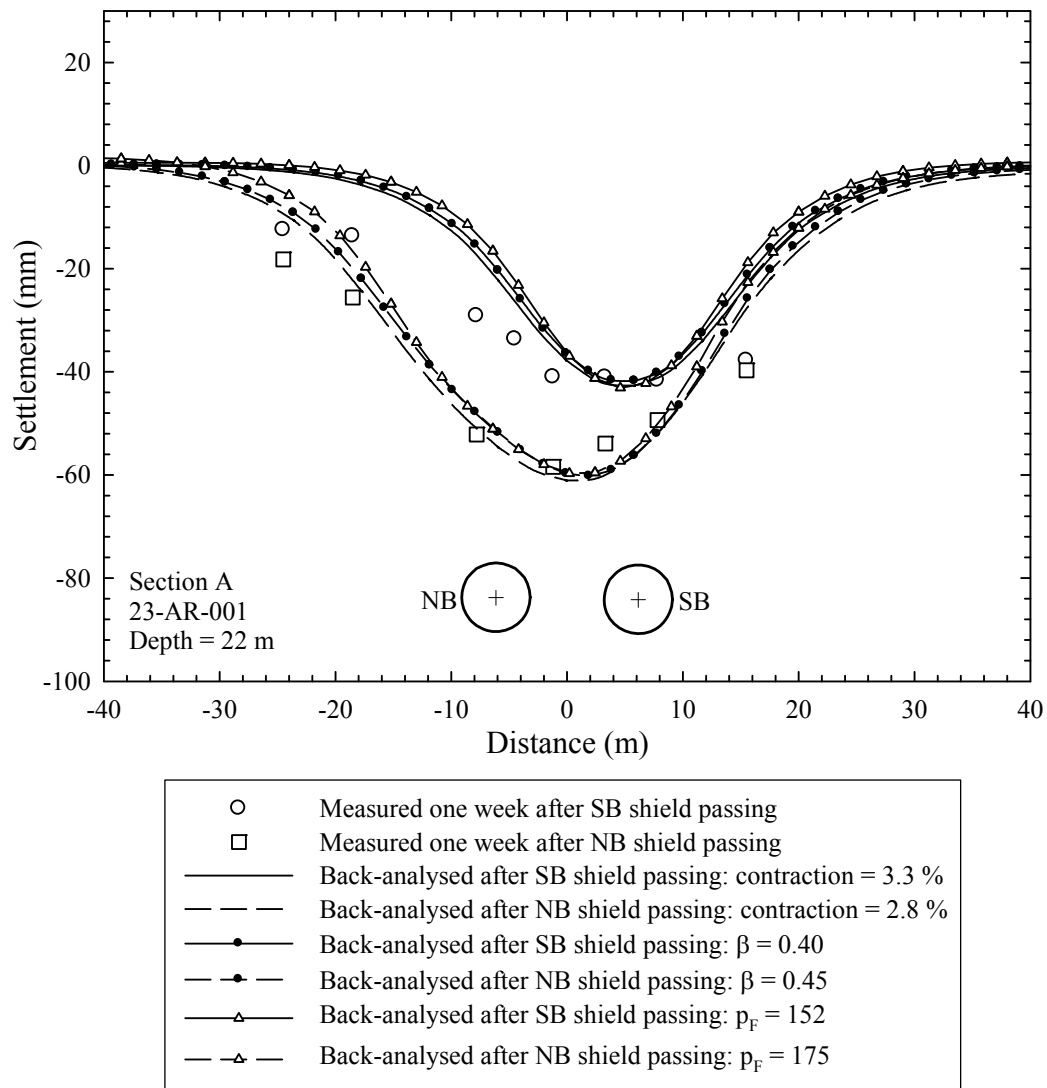 20
0
-20
-40
-60
-80
-100
Settlement (mm)
Section A
23-AR-001
Depth = 22 m
NB
SB
-40 -30 -20 -10 0 10 20 30 40
Distance (m)
Measured one week after SB shield passing
Measured one week after NB shield passing
Back-analysed after SB shield passing: contraction = 3.3 %
Back-analysed after NB shield passing: contraction = 2.8 %
Back-analysed after SB shield passing: β = 0.40
Back-analysed after NB shield passing: β = 0.45
Back-analysed after SB shield passing: p_F = 152
Back-analysed after NB shield passing: p_F = 175